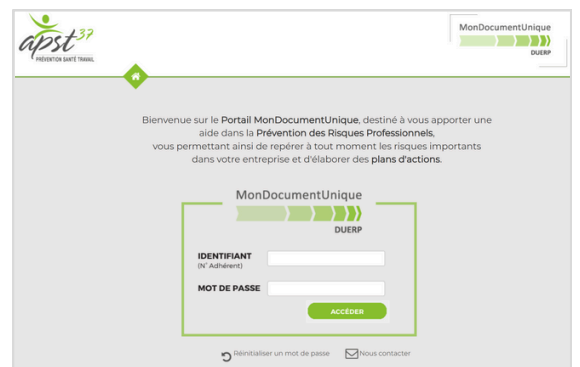 apst 37
PRÉVENTION SANTÉ TRAVAIL
MonDocumentUnique
DUERP
Bienvenue sur le Portail MonDocumentUnique, destiné à vous apporter une
aide dans la Prévention des Risques Professionnels,
vous permettant ainsi de repérer à tout moment les risques importants
dans votre entreprise et d'élaborer des plans d'actions.
MonDocumentUnique
DUERP
IDENTIFIANT
(N° Adhérent)
MOT DE PASSE
ACCÉDER
Réinitialiser un mot de passe Nous contacter